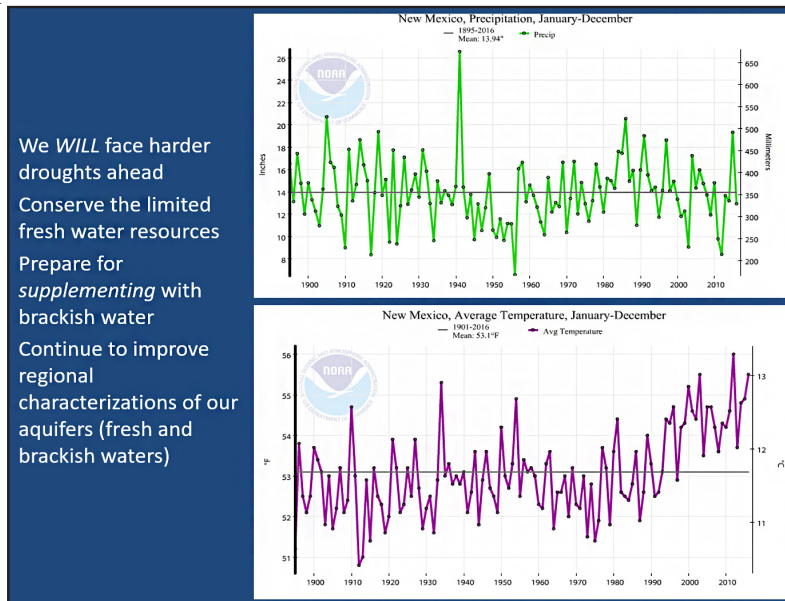 We WILL face harder
droughts ahead
Conserve the limited
fresh water resources
Prepare for
supplementing with
brackish water
Continue to improve
regional
characterizations of our
aquifers (fresh and
brackish waters)
New Mexico, Precipitation, January-December
1895-2016
Mean: 13.94"
Precip
Inches
26
24
22
20
18
16
14
12
10
8
Millimeters
650
600
550
500
450
400
350
300
250
200
1900 1910 1920 1930 1940 1950 1960 1970 1980 1990 2000 2010
NOAA
New Mexico, Average Temperature, January-December
1901-2016
Mean: 53.1°F
Avg Temperature
°F
56
55
54
53
52
51
°C
13
12
11
1900 1910 1920 1930 1940 1950 1960 1970 1980 1990 2000 2010
NOAA